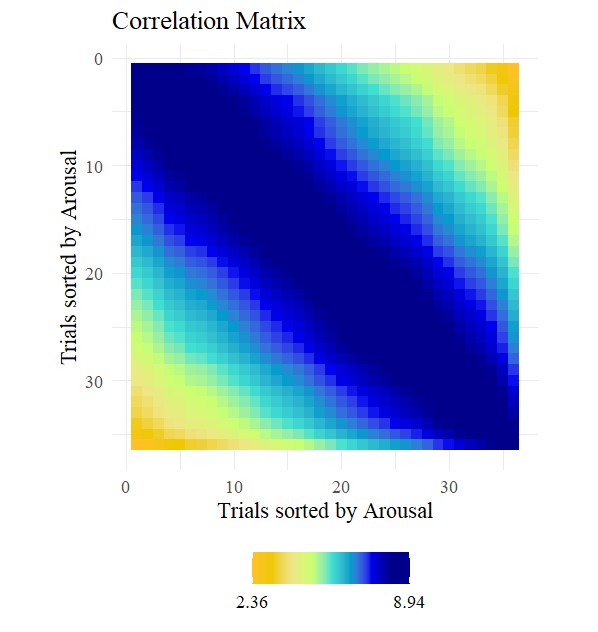 Correlation Matrix
0
10
20
30
Trials sorted by Arousal
0 10 20 30
Trials sorted by Arousal
2.36 8.94